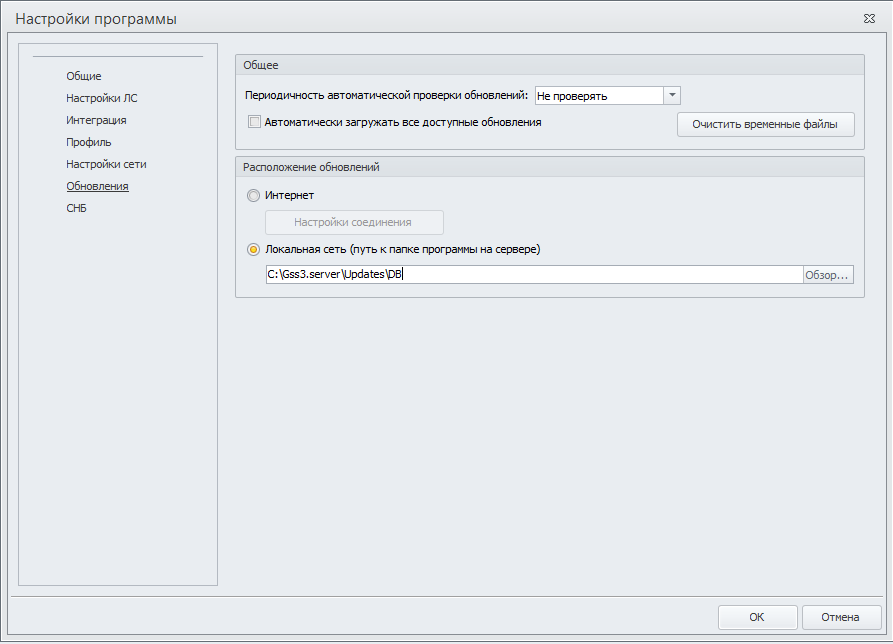 Настройки программы
Общие
Настройки ЛС
Интеграция
Профиль
Настройки сети
Обновления
СНБ
Общее
Периодичность автоматической проверки обновлений: Не проверять
Автоматически загружать все доступные обновления
Очистить временные файлы
Расположение обновлений
Интернет
Настройки соединения
Локальная сеть (путь к папке программы на сервере)
C:\Gss3.server\Updates\DB
Обзор...
ОК
Отмена